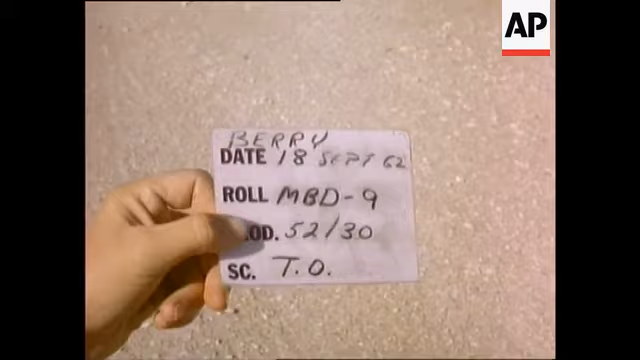 AP
BERRY
DATE 18 SEPT 62
ROLL MBD-9
OD. 52/30
SC. T.O.